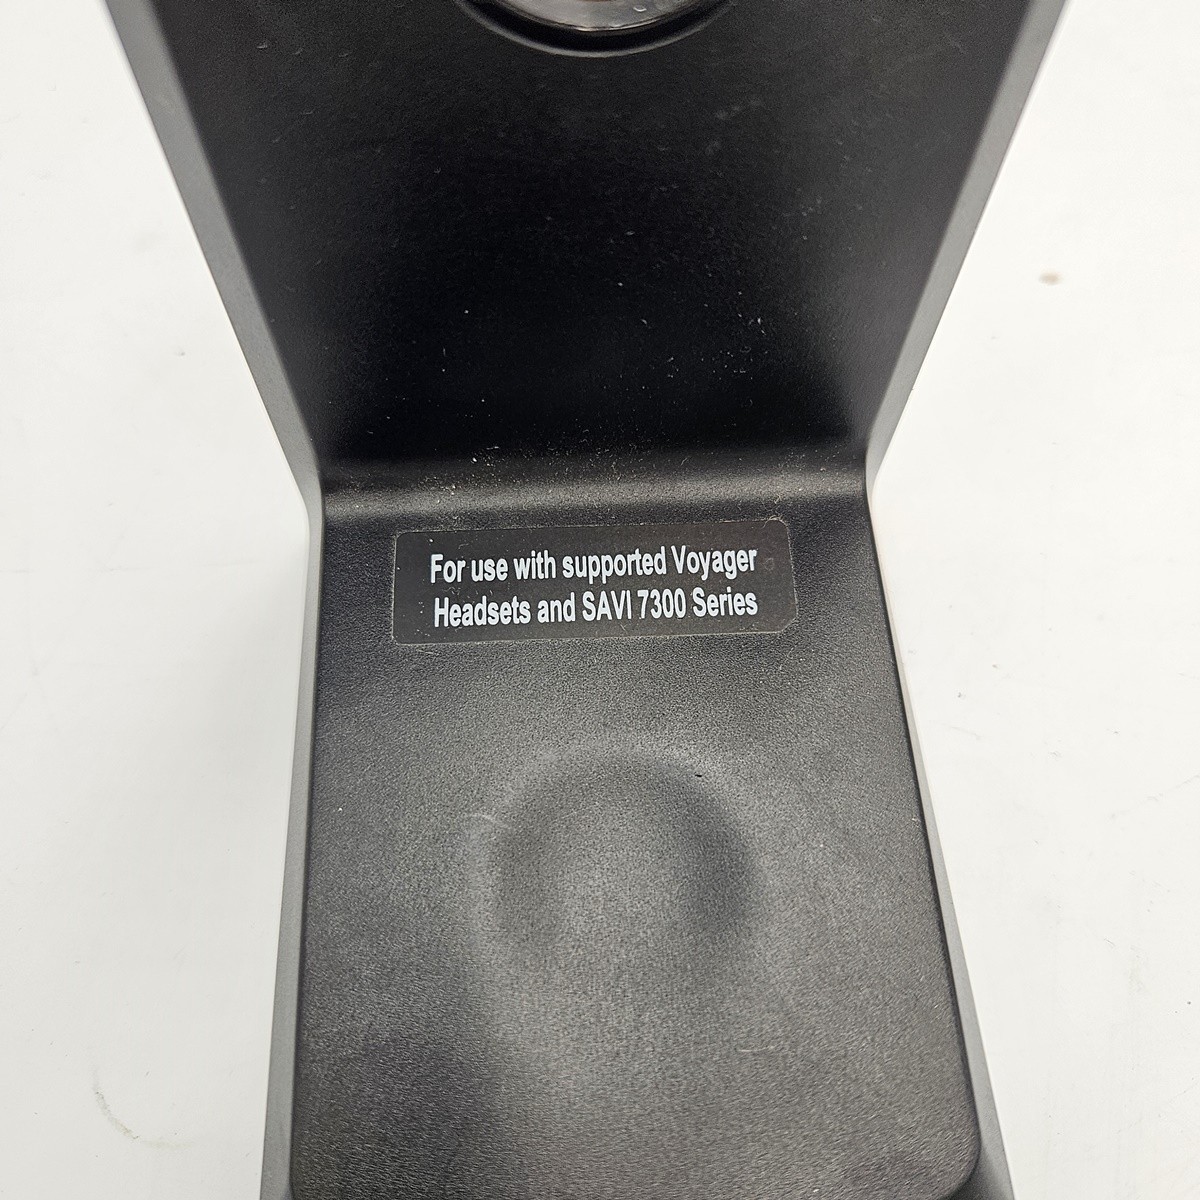 For use with supported Voyager
Headsets and SAVI 7300 Series